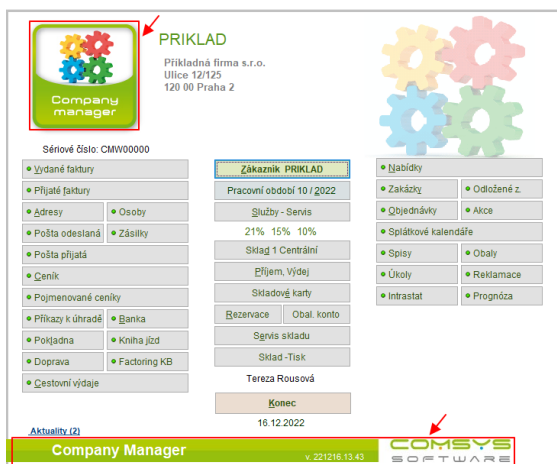 PRIKLAD
Příkladná firma s.r.o.
Ulice 12/125
120 00 Praha 2
Company
manager
Sériové číslo: CMW00000
Vydané faktury
Přijaté faktury
Adresy
Osoby
Pošta odeslaná
Zásilky
Pošta přijatá
Ceník
Pojmenované ceníky
Příkazy k úhradě
Banka
Pokladna
Kniha jízd
Doprava
Factoring KB
Cestovní výdaje
Aktuality (2)
Zákazník PRIKLAD
Pracovní období 10 / 2022
Služby - Servis
21% 15% 10%
Sklad 1 Centrální
Příjem, Výdej
Skladové karty
Rezervace
Obal. konto
Servis skladu
Sklad -Tisk
Tereza Rousová
Konec
16.12.2022
Nabídky
Zakázky
Odložené z.
Objednávky
Akce
Splátkové kalendáře
Spisy
Obaly
Úkoly
Reklamace
Intrastat
Prognóza
Company Manager
v. 221216.13.43
COMSYS
SOFTWARE